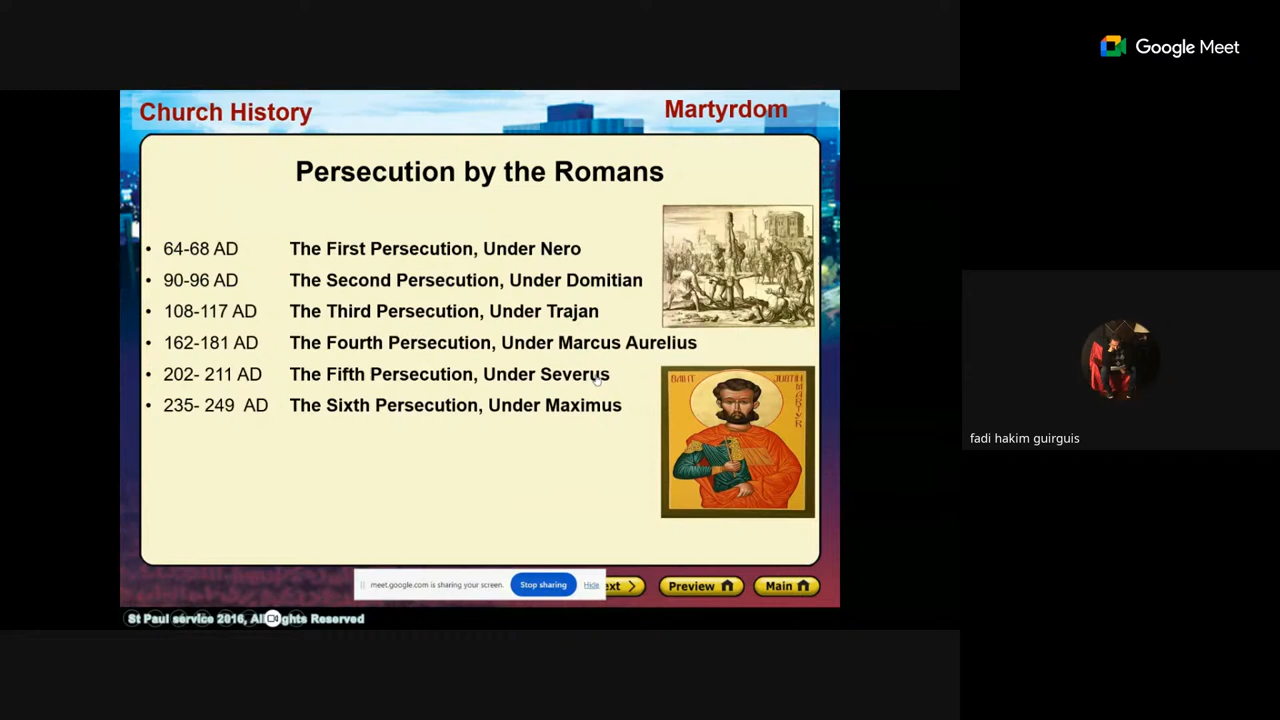 Google Meet
Church History
Martyrdom
Persecution by the Romans
• 64-68 AD The First Persecution, Under Nero
• 90-96 AD The Second Persecution, Under Domitian
• 108-117 AD The Third Persecution, Under Trajan
• 162-181 AD The Fourth Persecution, Under Marcus Aurelius
• 202- 211 AD The Fifth Persecution, Under Severus
• 235- 249 AD The Sixth Persecution, Under Maximus
SAINT JUSTIN MARTYR
fadi hakim guirguis
meet.google.com is sharing your screen. Stop sharing Hide
ext Preview Main
St Paul service 2016, All Rights Reserved